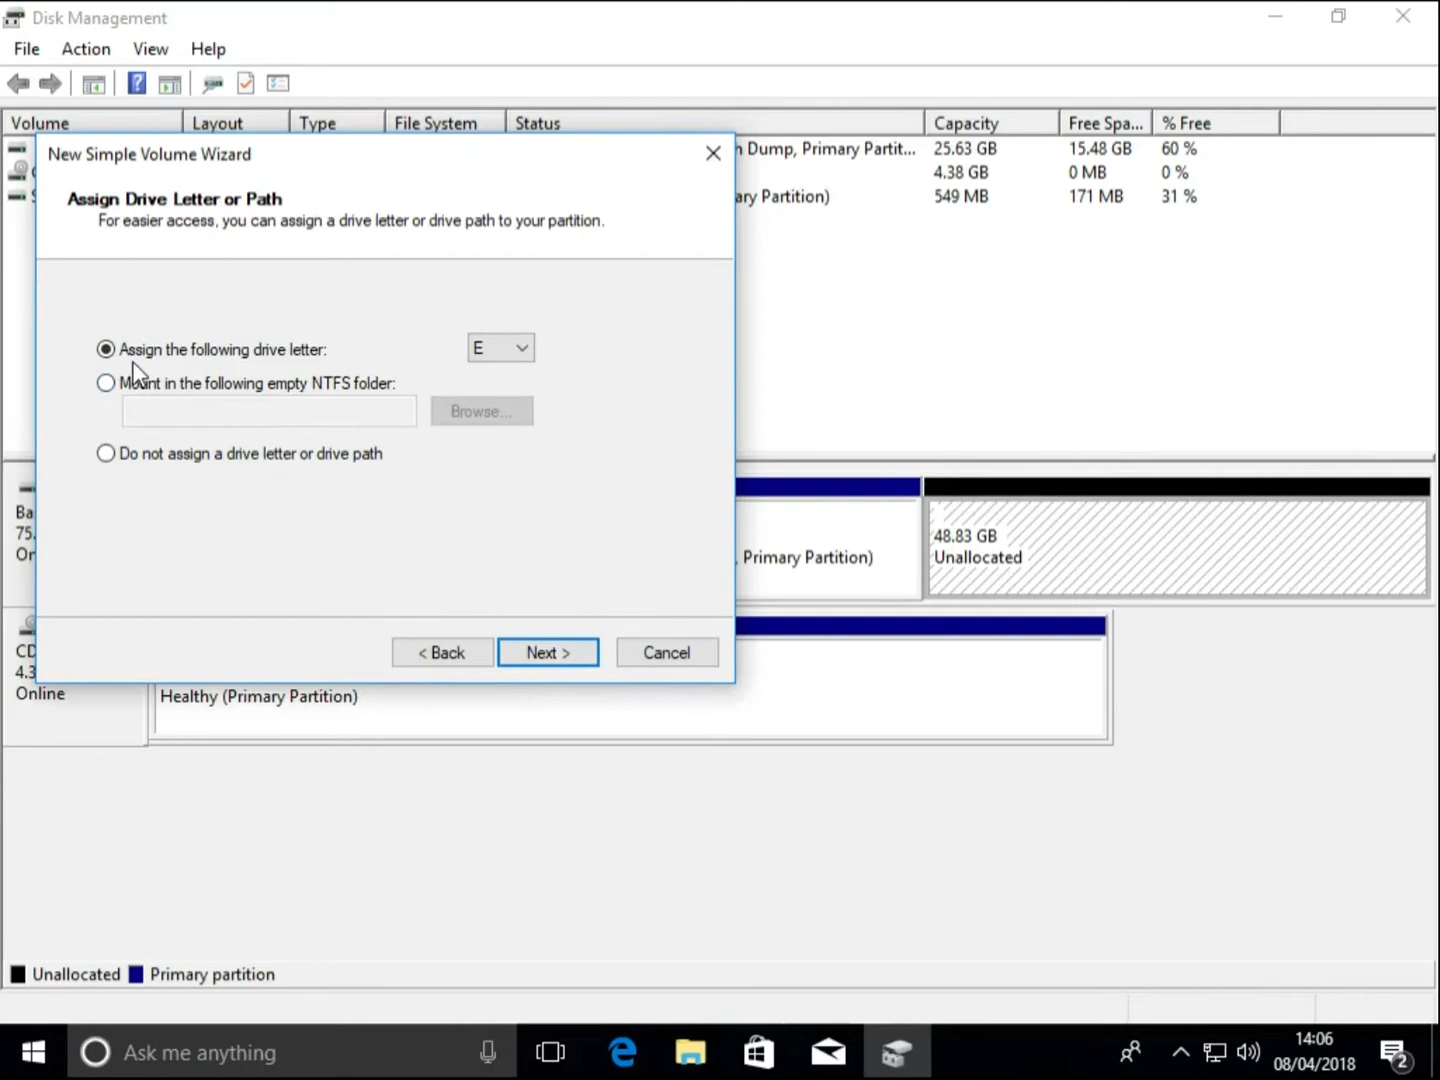 Disk Management
File Action View Help
Volume Layout Type File System Status Capacity Free Spa... % Free
h Dump, Primary Partit... 25.63 GB 15.48 GB 60 %
4.38 GB 0 MB 0 %
ary Partition) 549 MB 171 MB 31 %
New Simple Volume Wizard
Assign Drive Letter or Path
For easier access, you can assign a drive letter or drive path to your partition.
Assign the following drive letter: E
Mount in the following empty NTFS folder:
Browse...
Do not assign a drive letter or drive path
< Back Next > Cancel
Ba
75.
On
, Primary Partition)
48.83 GB
Unallocated
CD
4.3
Online
Healthy (Primary Partition)
Unallocated Primary partition
Ask me anything
14:06
08/04/2018
2